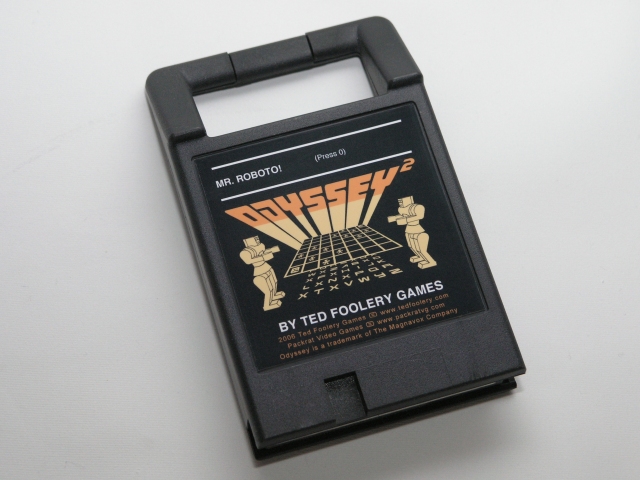 MR. ROBOTO! (Press 0)
ODYSSEY²
BY TED FOOLERY GAMES
2006 Ted Foolery Games www.tedfoolery.com
Packrat Video Games www.packratvg.com
Odyssey is a trademark of The Magnavox Company